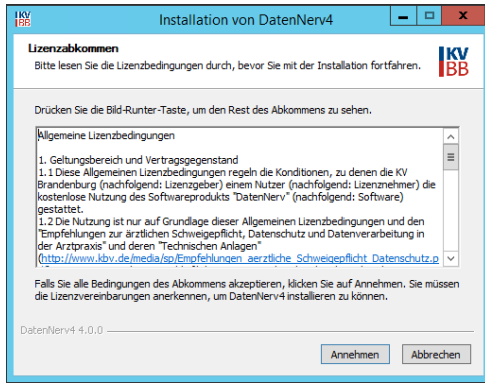 KV
BB
Installation von DatenNerv4
Lizenzabkommen
Bitte lesen Sie die Lizenzbedingungen durch, bevor Sie mit der Installation fortfahren.
KV
BB
Drücken Sie die Bild-Runter-Taste, um den Rest des Abkommens zu sehen.
Allgemeine Lizenzbedingungen
1. Geltungsbereich und Vertragsgegenstand
1.1 Diese Allgemeinen Lizenzbedingungen regeln die Konditionen, zu denen die KV
Brandenburg (nachfolgend: Lizenzgeber) einem Nutzer (nachfolgend: Lizenznehmer) die
kostenlose Nutzung des Softwareprodukts "DatenNerv" (nachfolgend: Software)
gestattet.
1.2 Die Nutzung ist nur auf Grundlage dieser Allgemeinen Lizenzbedingungen und den
"Empfehlungen zur ärztlichen Schweigepflicht, Datenschutz und Datenverarbeitung in
der Arztpraxis" und deren "Technischen Anlagen"
(http://www.kbv.de/media/sp/Empfehlungen_aerztliche_Schweigepflicht_Datenschutz.p
Falls Sie alle Bedingungen des Abkommens akzeptieren, klicken Sie auf Annehmen. Sie müssen
die Lizenzvereinbarungen anerkennen, um DatenNerv4 installieren zu können.
DatenNerv4 4.0.0
Annehmen
Abbrechen